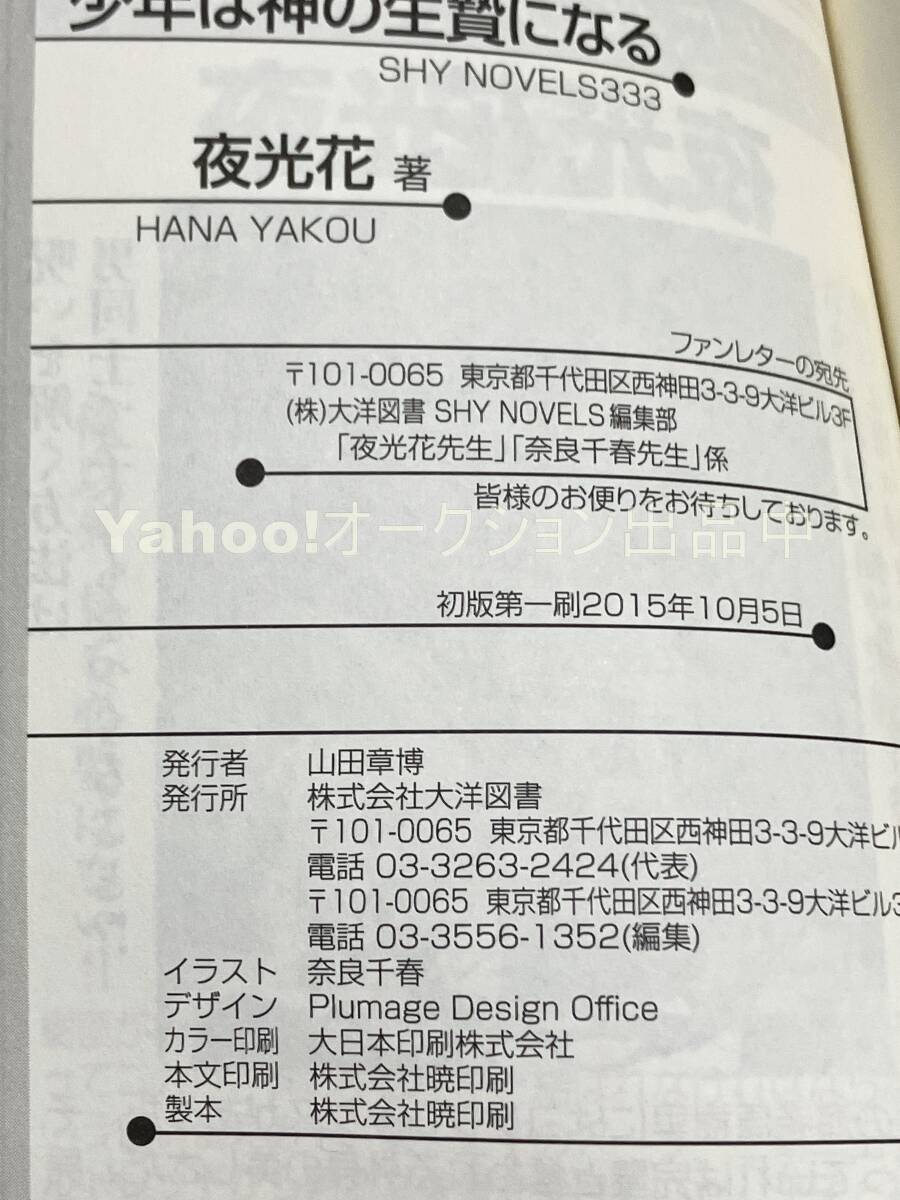 少年は神の生贄になる
SHY NOVELS333
夜光花 著
HANA YAKOU
ファンレターの宛先
〒101-0065 東京都千代田区西神田3-3-9大洋ビル3F
(株)大洋図書 SHY NOVELS編集部
「夜光花先生」「奈良千春先生」係
皆様のお便りをお待ちしております。
Yahoo!オークション出品中
初版第一刷2015年10月5日
発行者 山田章博
発行所 株式会社大洋図書
〒101-0065 東京都千代田区西神田3-3-9大洋ビル
電話 03-3263-2424(代表)
〒101-0065 東京都千代田区西神田3-3-9大洋ビル3
電話 03-3556-1352(編集)
イラスト 奈良千春
デザイン Plumage Design Office
カラー印刷 大日本印刷株式会社
本文印刷 株式会社暁印刷
製本 株式会社暁印刷